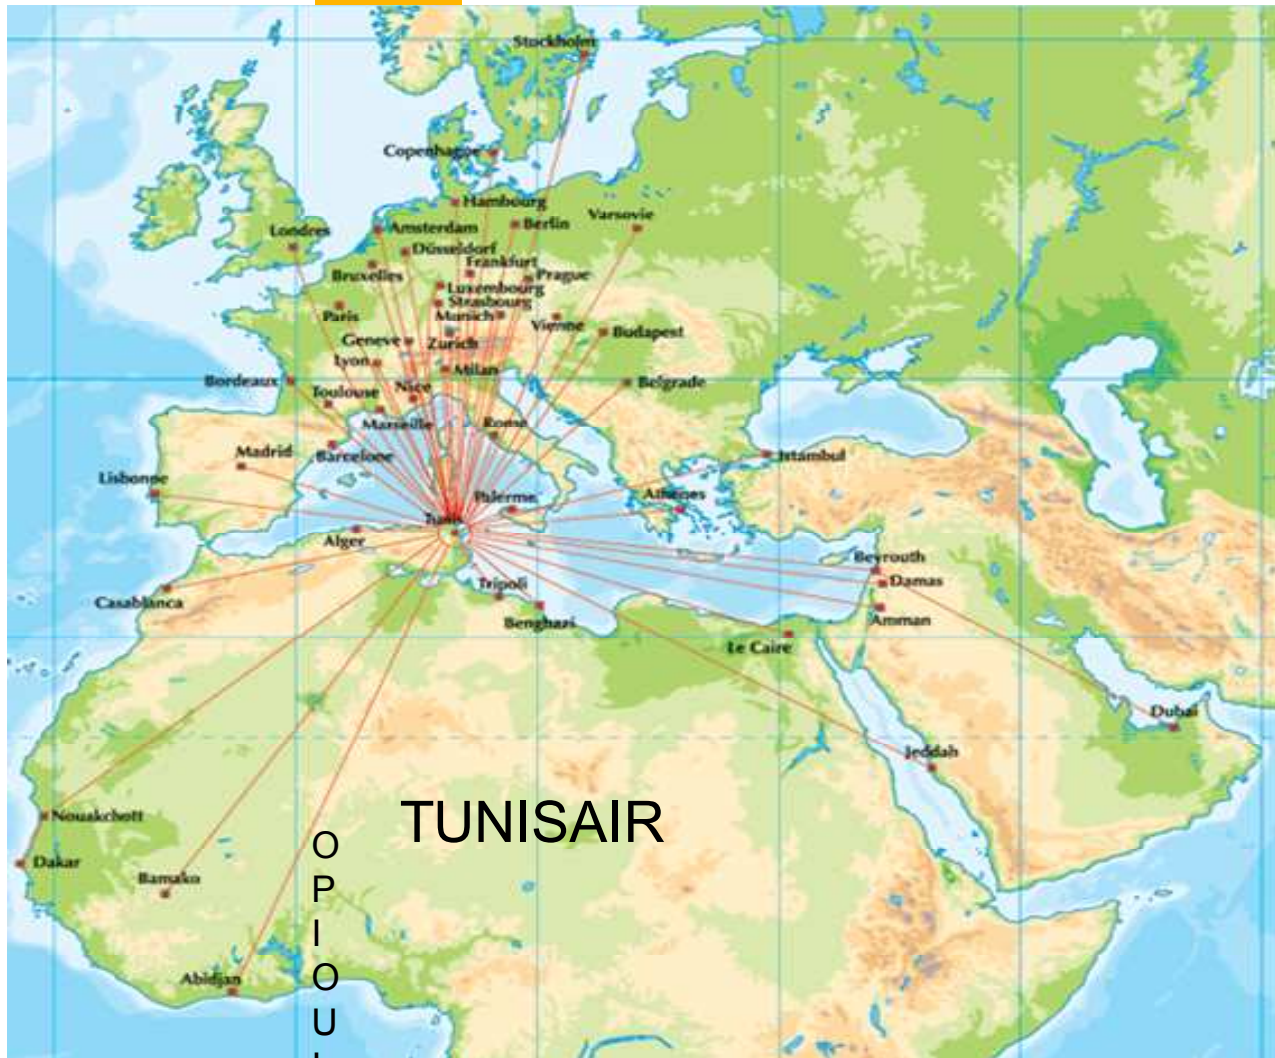 Stockholm
Copenhague
Hambourg
Amsterdam
Berlin
Varsovie
Londres
Düsseldorf
Frankfurt
Bruxelles
Prague
Luxembourg
Strasbourg
Paris
Munich
Vienne
Budapest
Geneve
Zurich
Lyon
Milan
Bordeaux
Nice
Belgrade
Toulouse
Marseille
Rome
Madrid
Barcelone
Istambul
Lisbonne
Palerme
Athènes
Tunis
Alger
Beyrouth
Damas
Tripoli
Casablanca
Benghazi
Amman
Le Caire
Dubai
Jeddah
Nouakchott
TUNISAIR
Dakar
Bamako
Abidjan
O
P
I
O
U